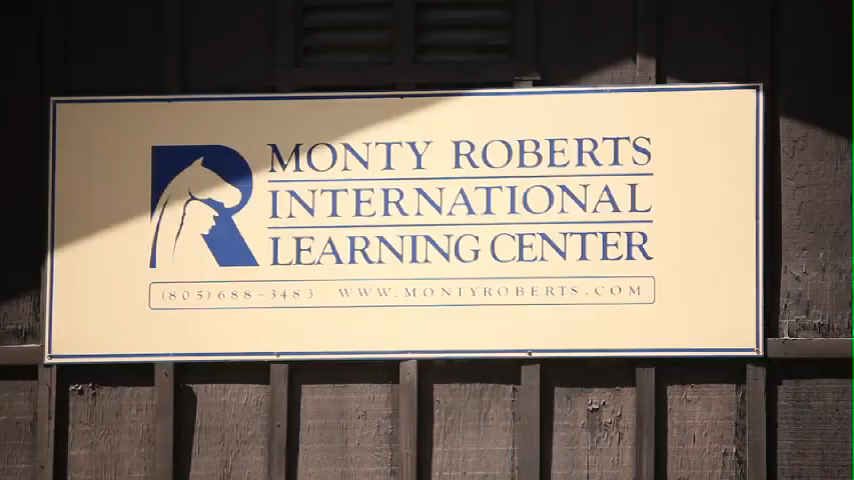 MONTY ROBERTS
INTERNATIONAL
LEARNING CENTER
(805)688-3483 WWW.MONTYROBERTS.COM